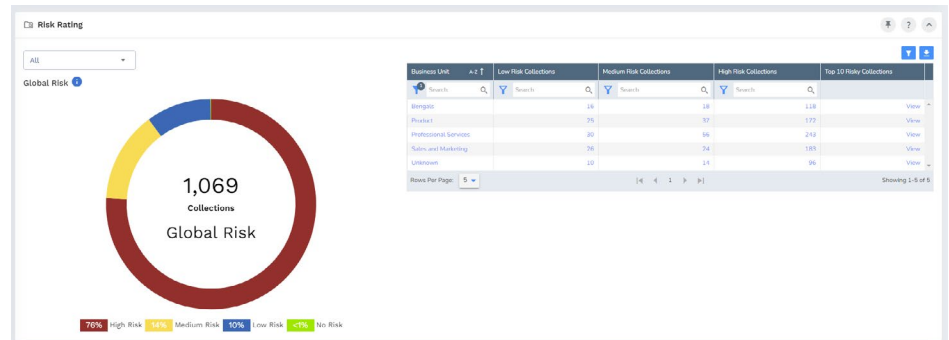 Risk Rating
?
All
Global Risk i
Business Unit A-Z Low Risk Collections Medium Risk Collections High Risk Collections Top 10 Risky Collections
Search Search Search Search
16 18 118 View
Product 25 37 View
Professional Services 30 243 View
Sales and Marketing 26 24 193 View
Unknown 10 14 96 View
Rows Per Page: 5 1 Showing 1-5 of 5
1,069
Collections
Global Risk
76% High Risk 14% Medium Risk 10% Low Risk <1% No Risk